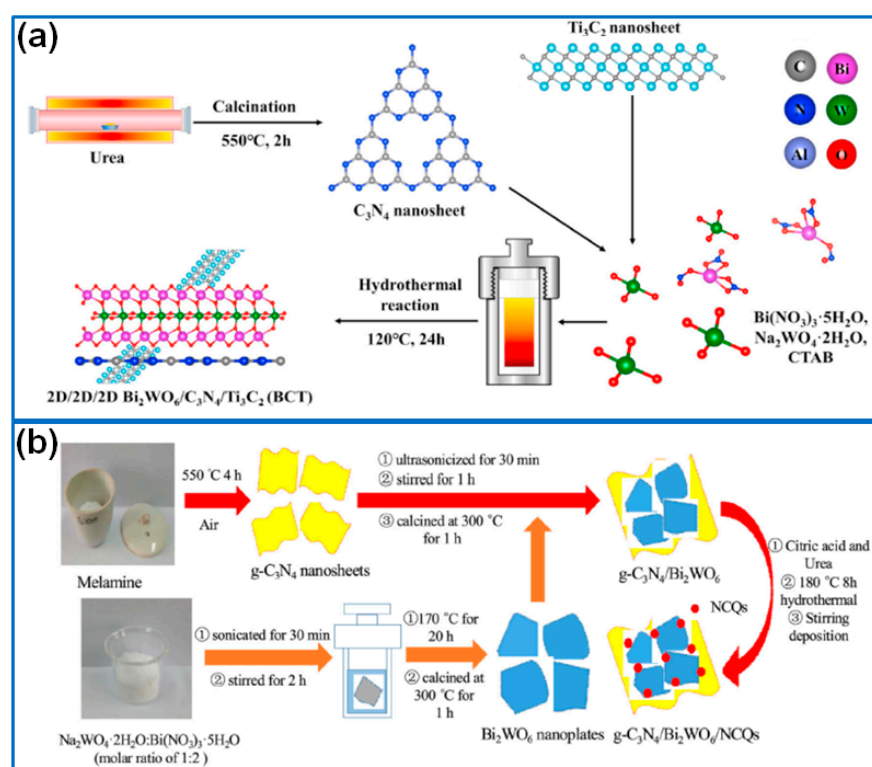 (a)
Ti₃C₂ nanosheet
C
Bi
N
W
Al
O
Calcination
550°C, 2h
Urea
C₃N₄ nanosheet
Hydrothermal
reaction
120°C, 24h
Bi(NO₃)₃·5H₂O,
Na₂WO₄·2H₂O,
CTAB
2D/2D/2D Bi₂WO₆/C₃N₄/Ti₃C₂ (BCT)
(b)
550 °C 4 h
Air
Melamine
g-C₃N₄ nanosheets
① ultrasonicized for 30 min
② stirred for 1 h
③ calcined at 300 °C
for 1 h
g-C₃N₄/Bi₂WO₆
① Citric acid and
Urea
② 180 °C 8h
hydrothermal
③ Stirring
deposition
NCQs
① sonicated for 30 min
② stirred for 2 h
①170 °C for
20 h
② calcined at
300 °C for
1 h
Na₂WO₄·2H₂O:Bi(NO₃)₃·5H₂O
(molar ratio of 1:2 )
Bi₂WO₆ nanoplates
g-C₃N₄/Bi₂WO₆/NCQs